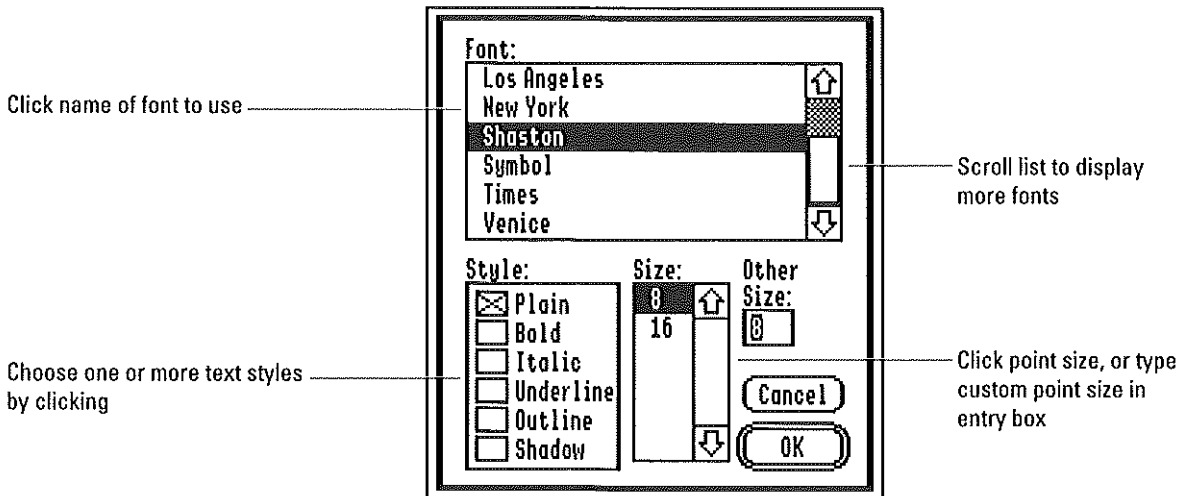 Font:
Los Angeles
New York
Shaston
Symbol
Times
Venice
Click name of font to use
Scroll list to display
more fonts
Style:
Plain
Bold
Italic
Underline
Outline
Shadow
Size:
8
16
Other
Size:
8
Cancel
OK
Choose one or more text styles
by clicking
Click point size, or type
custom point size in
entry box